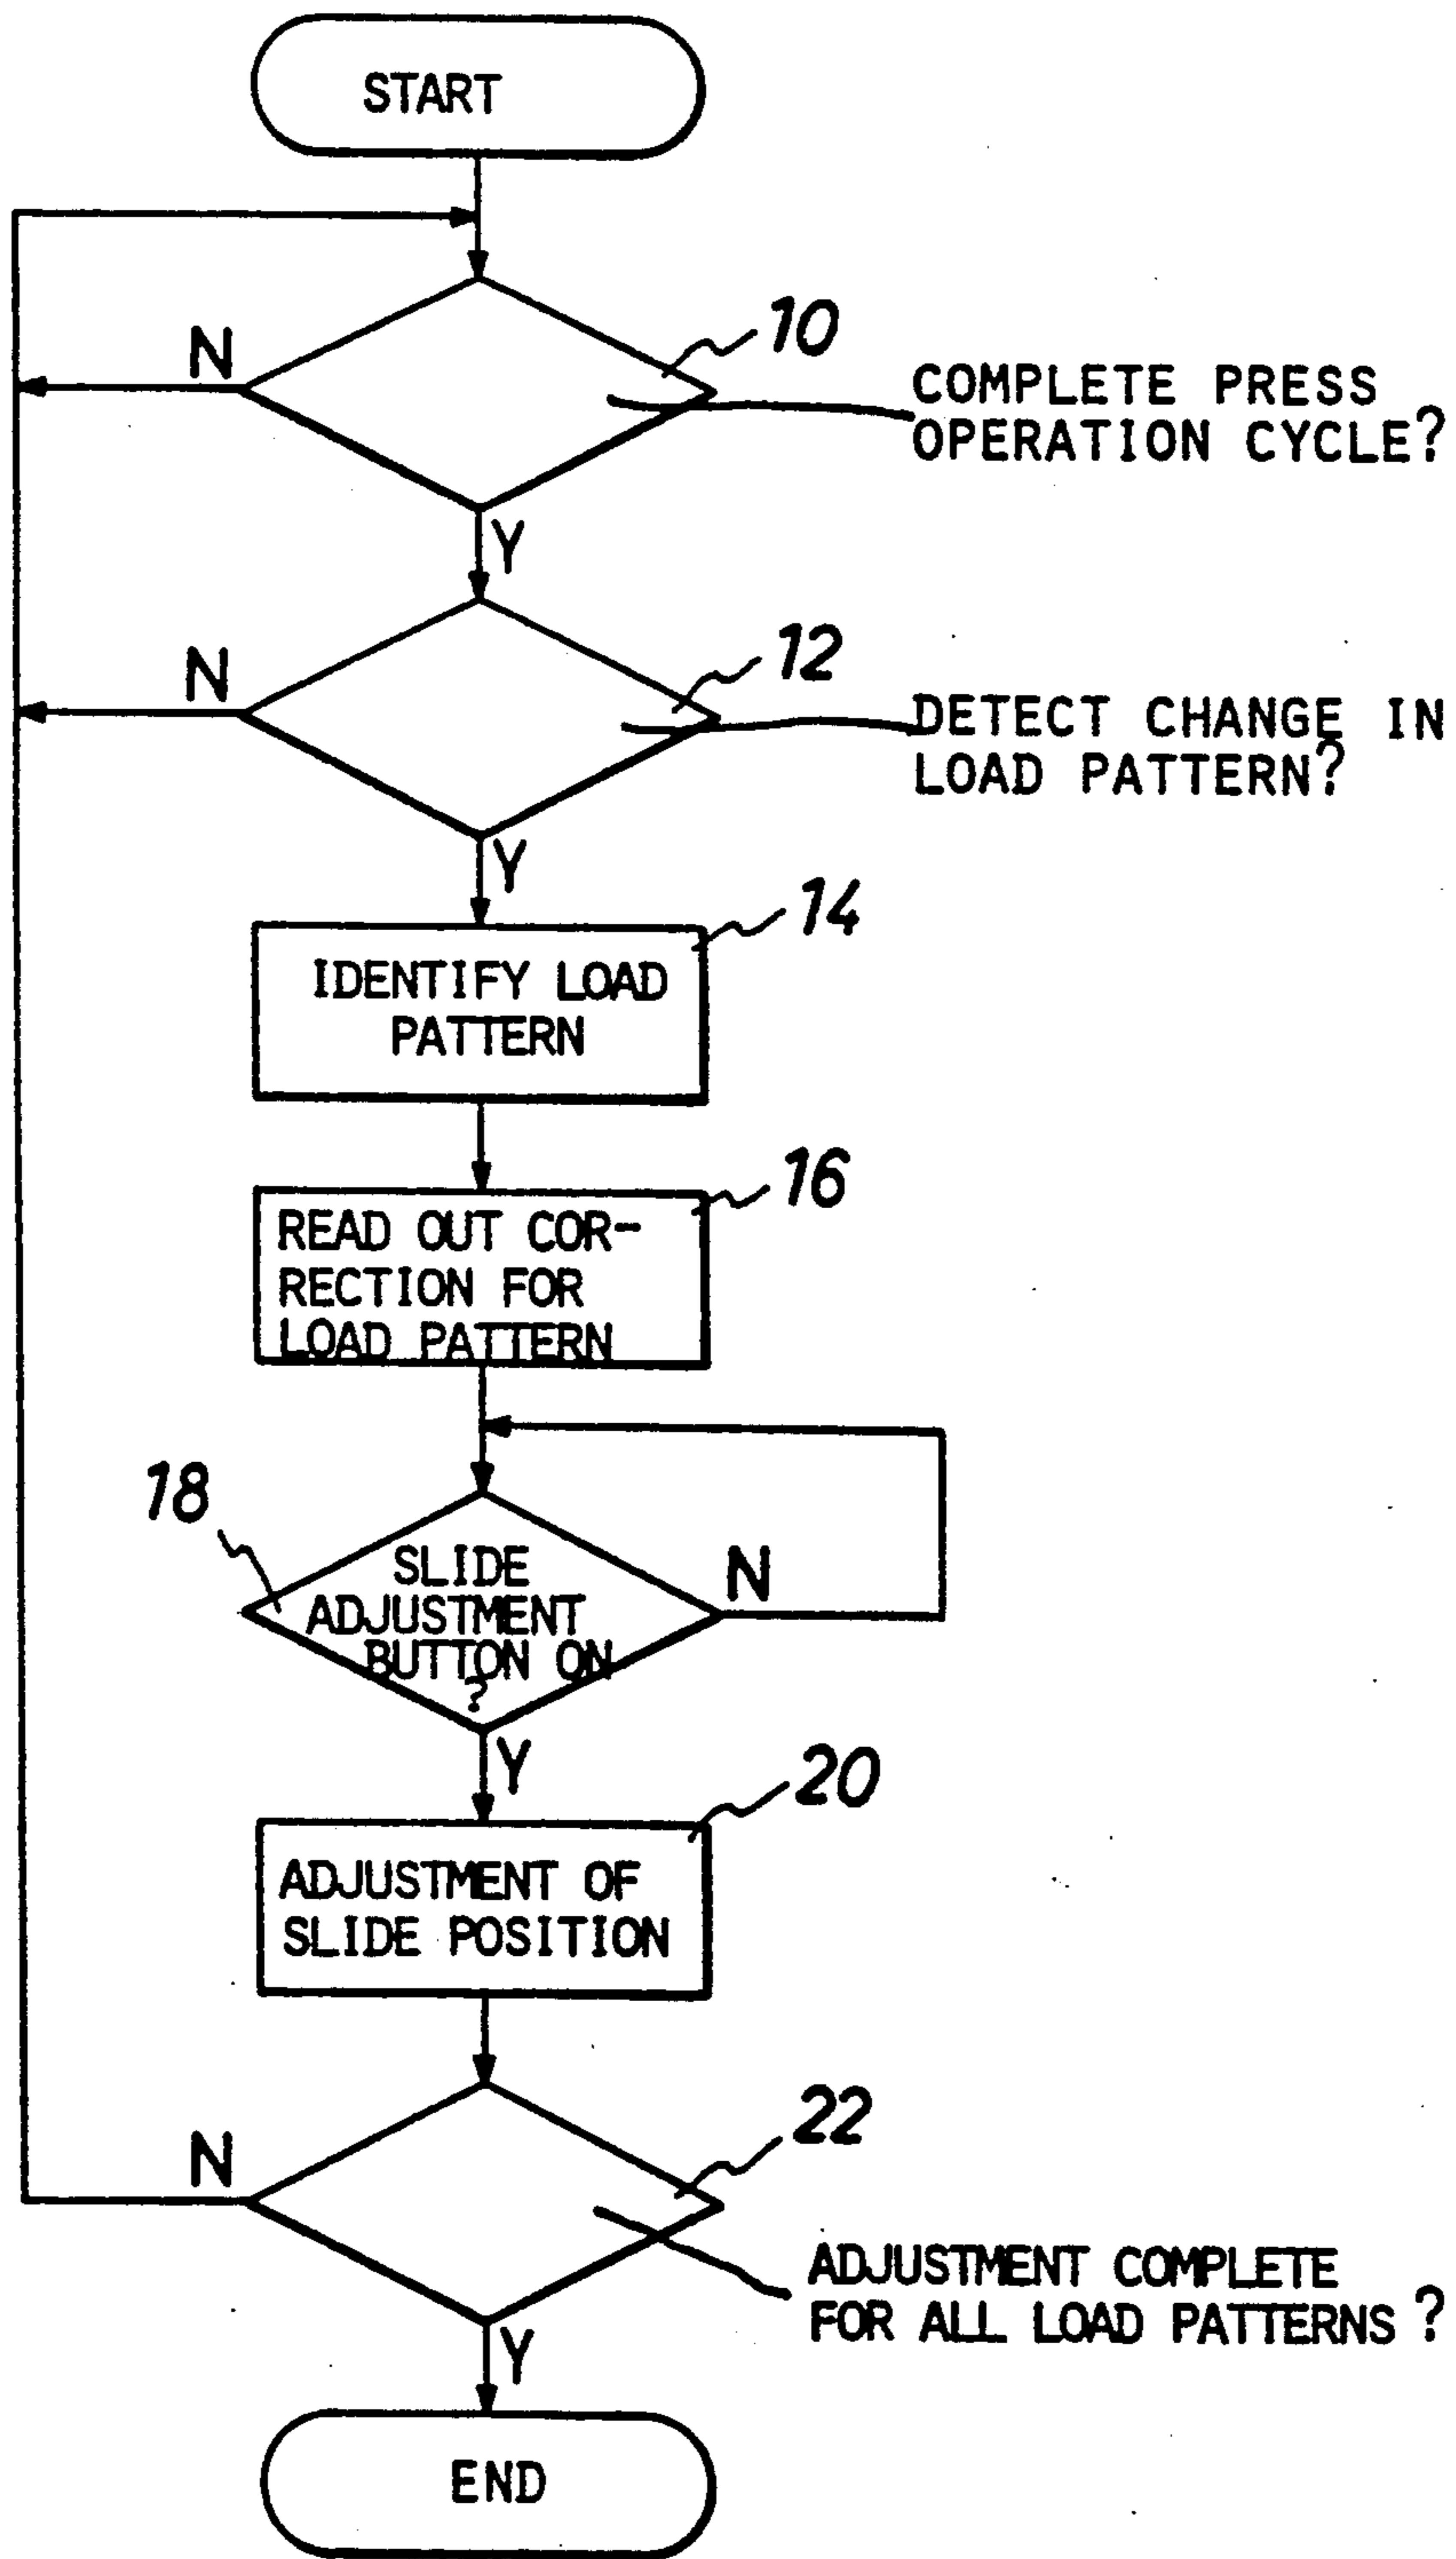 START
10
N
COMPLETE PRESS
OPERATION CYCLE?
Y
12
N
DETECT CHANGE IN
LOAD PATTERN?
Y
14
IDENTIFY LOAD
PATTERN
16
READ OUT COR-
RECTION FOR
LOAD PATTERN
18
SLIDE
ADJUSTMENT
BUTTON ON
?
N
Y
20
ADJUSTMENT OF
SLIDE POSITION
22
N
ADJUSTMENT COMPLETE
FOR ALL LOAD PATTERNS ?
Y
END